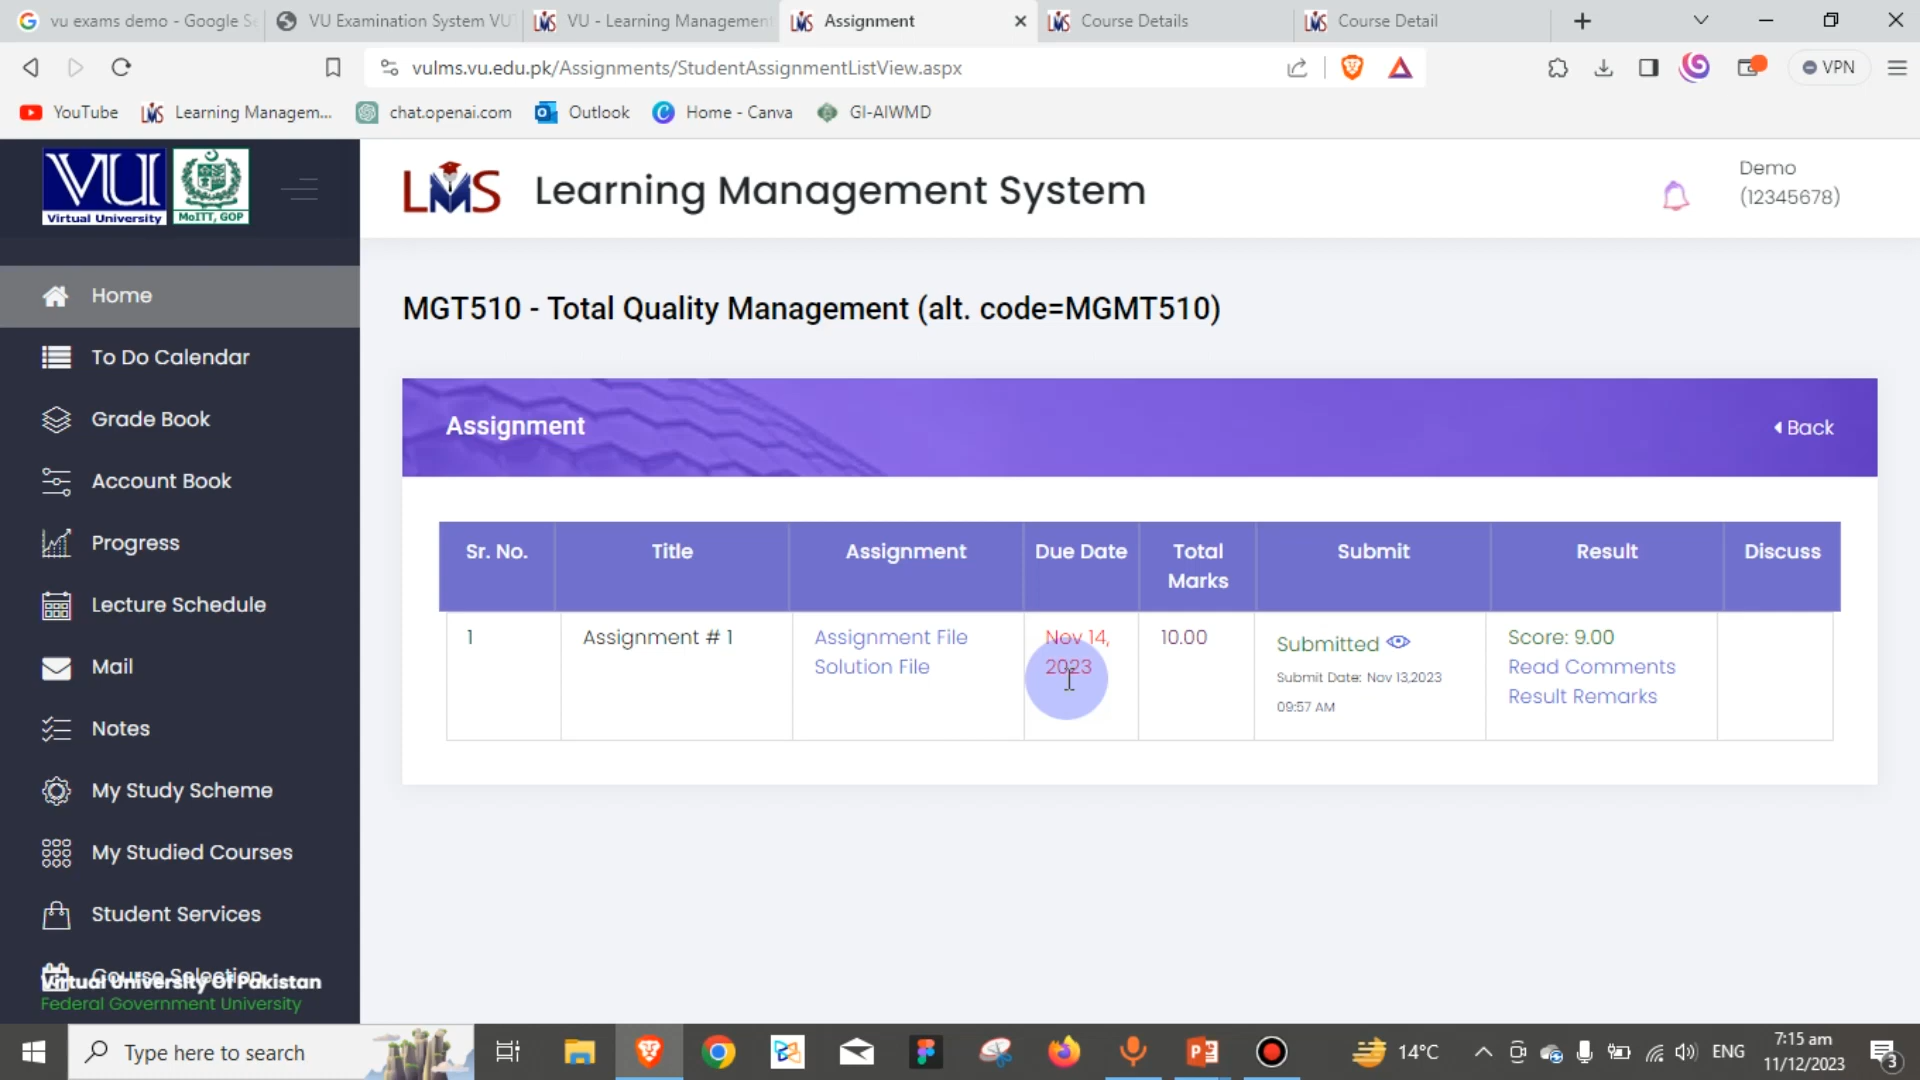 vu exams demo - Google Se
VU Examination System VU
VU - Learning Management
Assignment
Course Details
Course Detail
vulms.vu.edu.pk/Assignments/StudentAssignmentListView.aspx
VPN
YouTube
Learning Managem...
chat.openai.com
Outlook
Home - Canva
GI-AIWMD
VU
Virtual University
MoITT, GOP
LMS
Learning Management System
Demo
(12345678)
Home
To Do Calendar
Grade Book
Account Book
Progress
Lecture Schedule
Mail
Notes
My Study Scheme
My Studied Courses
Student Services
Course Selection
Virtual University Of Pakistan
Federal Government University
MGT510 - Total Quality Management (alt. code=MGMT510)
Assignment
Back
Sr. No.
Title
Assignment
Due Date
Total
Marks
Submit
Result
Discuss
1
Assignment # 1
Assignment File
Solution File
Nov 14,
2023
10.00
Submitted
Submit Date: Nov 13,2023
09:57 AM
Score: 9.00
Read Comments
Result Remarks
Type here to search
14°C
ENG
7:15 am
11/12/2023
3